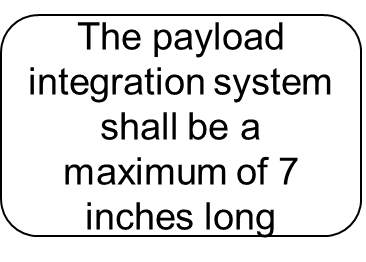 The payload
integration system
shall be a
maximum of 7
inches long